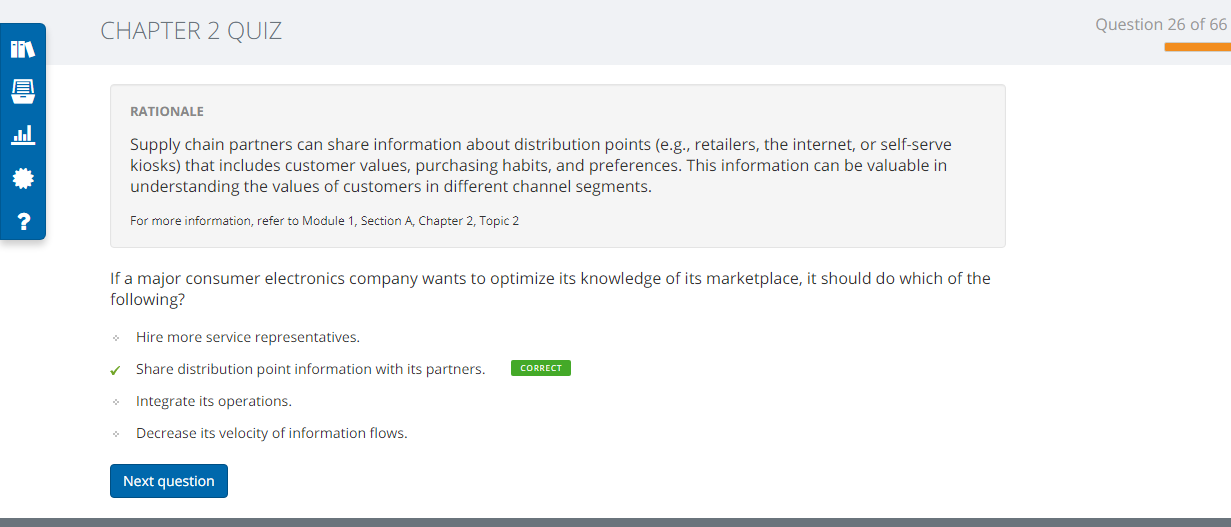 CHAPTER 2 QUIZ
Question 26 of 66
RATIONALE
Supply chain partners can share information about distribution points (e.g., retailers, the internet, or self-serve
kiosks) that includes customer values, purchasing habits, and preferences. This information can be valuable in
understanding the values of customers in different channel segments.
For more information, refer to Module 1, Section A, Chapter 2, Topic 2
If a major consumer electronics company wants to optimize its knowledge of its marketplace, it should do which of the
following?
Hire more service representatives.
Share distribution point information with its partners.
CORRECT
Integrate its operations.
Decrease its velocity of information flows.
Next question
?